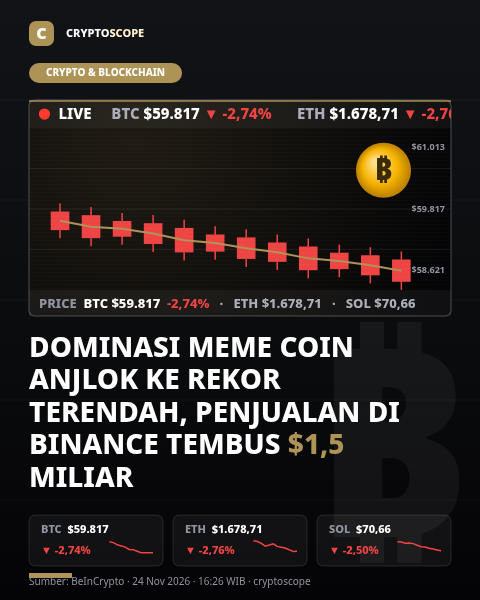 C CRYPTOSCOPE
CRYPTO & BLOCKCHAIN
LIVE BTC $59.817 ▼ -2,74% ETH $1.678,71 ▼ -2,76
$61.013
$59.817
$58.621
PRICE BTC $59.817 -2,74% · ETH $1.678,71 · SOL $70,66
DOMINASI MEME COIN
ANJLOK KE REKOR
TERENDAH, PENJUALAN DI
BINANCE TEMBUS $1,5
MILIAR
BTC $59.817
▼ -2,74%
ETH $1.678,71
▼ -2,76%
SOL $70,66
▼ -2,50%
Sumber: BeInCrypto · 24 Nov 2026 · 16:26 WIB · cryptoscope